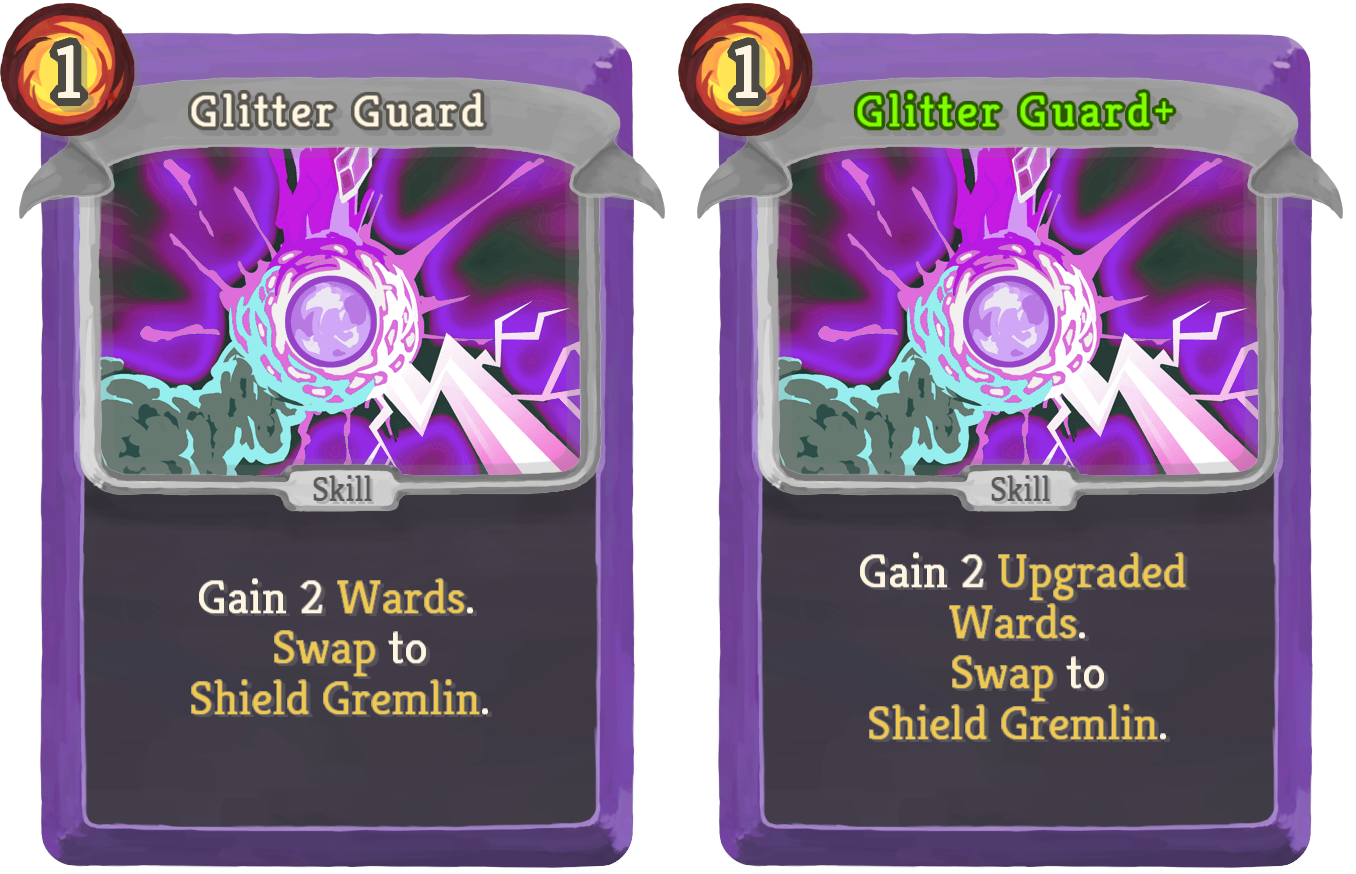 1
Glitter Guard
Skill
Gain 2 Wards.
Swap to
Shield Gremlin.
1
Glitter Guard+
Skill
Gain 2 Upgraded
Wards.
Swap to
Shield Gremlin.